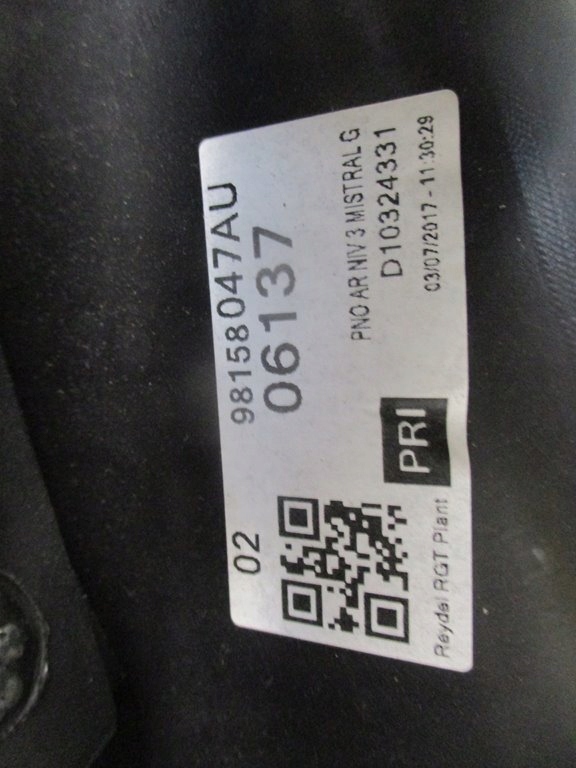 02 98158047AU
06137
PNO AR NIV 3 MISTRAL G
D10324331
PRI
03/07/2017 - 11:30:29
Reydel RGT Plant